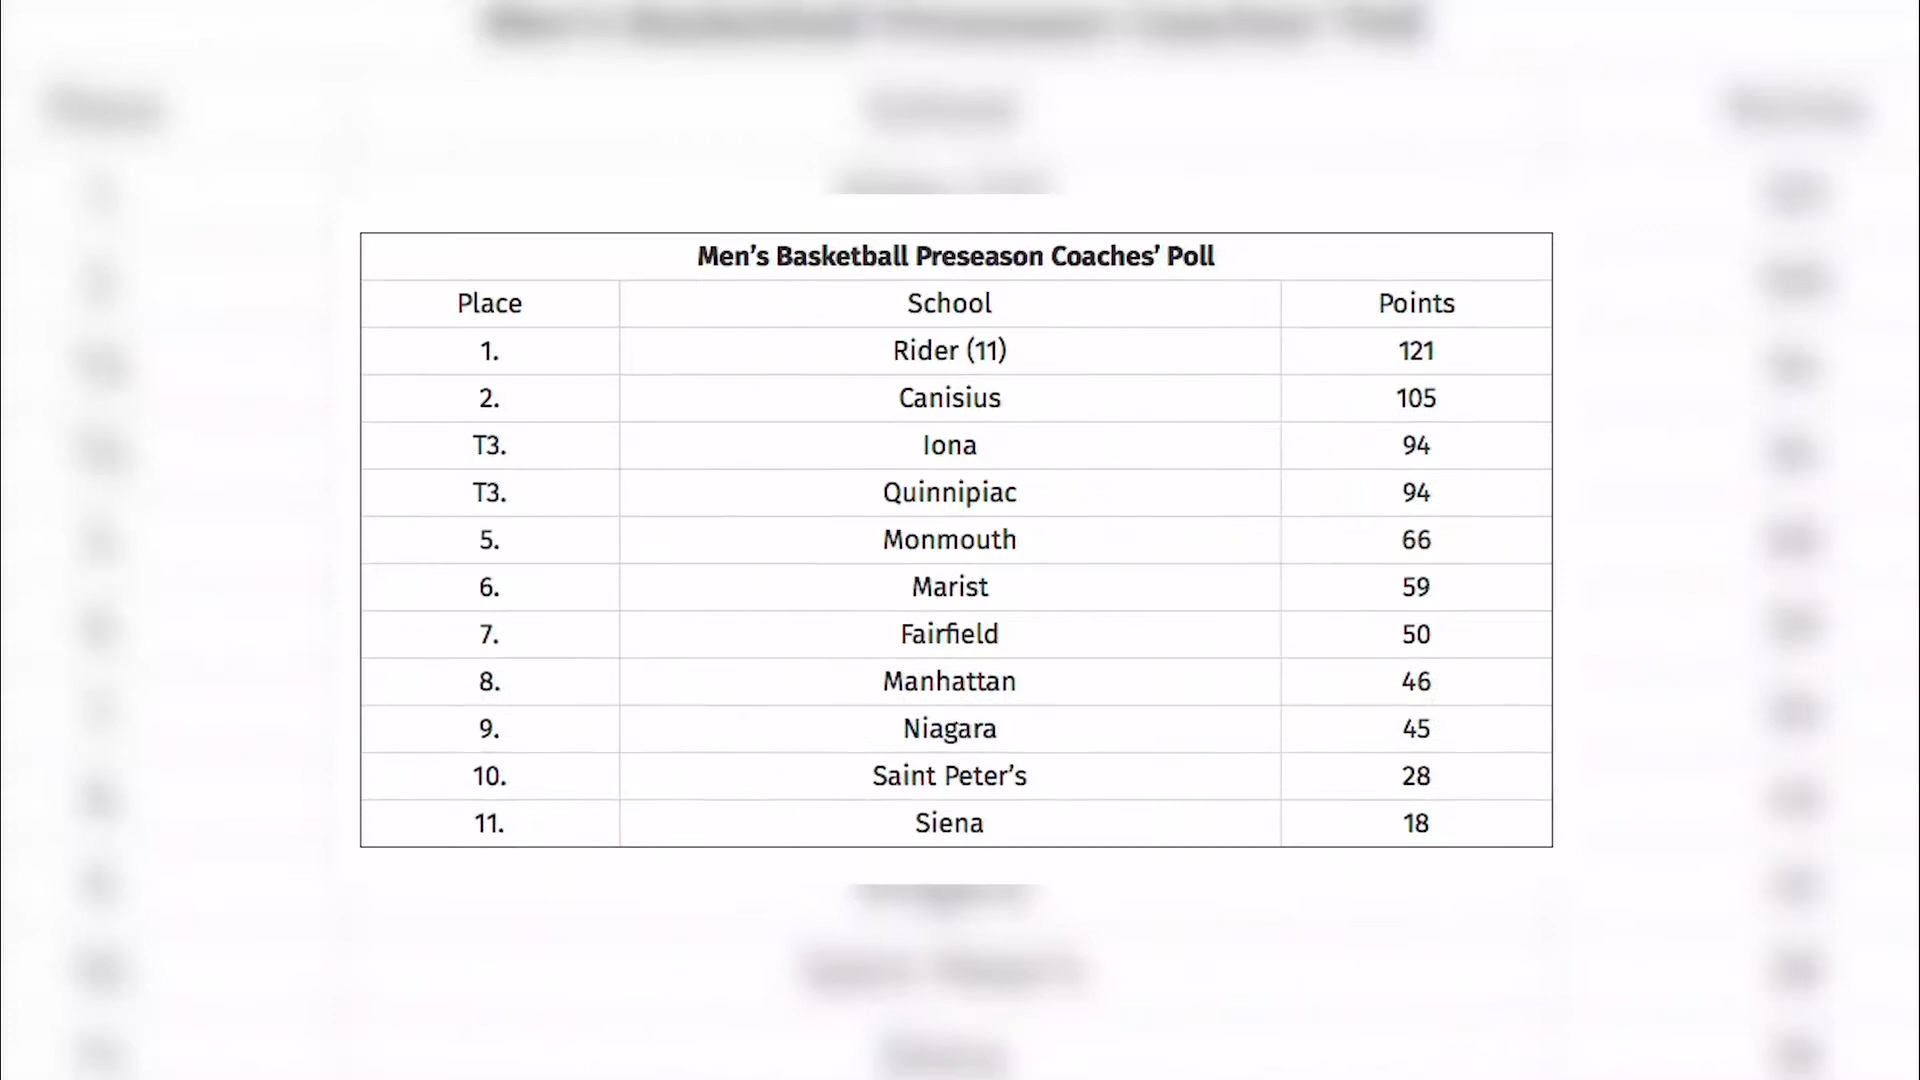 Men's Basketball Preseason Coaches' Poll
Place School Points
1. Rider (11) 121
2. Canisius 105
T3. Iona 94
T3. Quinnipiac 94
5. Monmouth 66
6. Marist 59
7. Fairfield 50
8. Manhattan 46
9. Niagara 45
10. Saint Peter’s 28
11. Siena 18